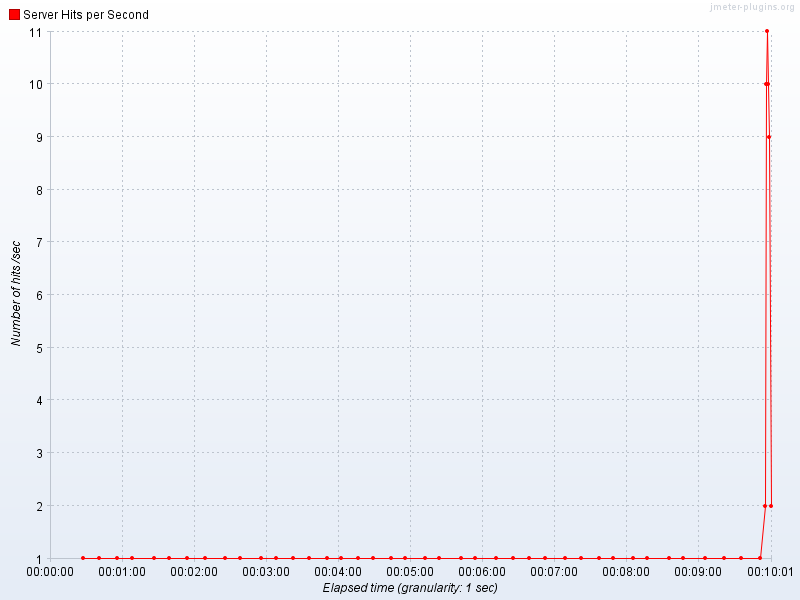 jmeter-plugins.org
Server Hits per Second
11
10
9
8
7
6
5
4
3
2
1
Number of hits /sec
00:00:00 00:01:00 00:02:00 00:03:00 00:04:00 00:05:00 00:06:00 00:07:00 00:08:00 00:09:00 00:10:01
Elapsed time (granularity: 1 sec)